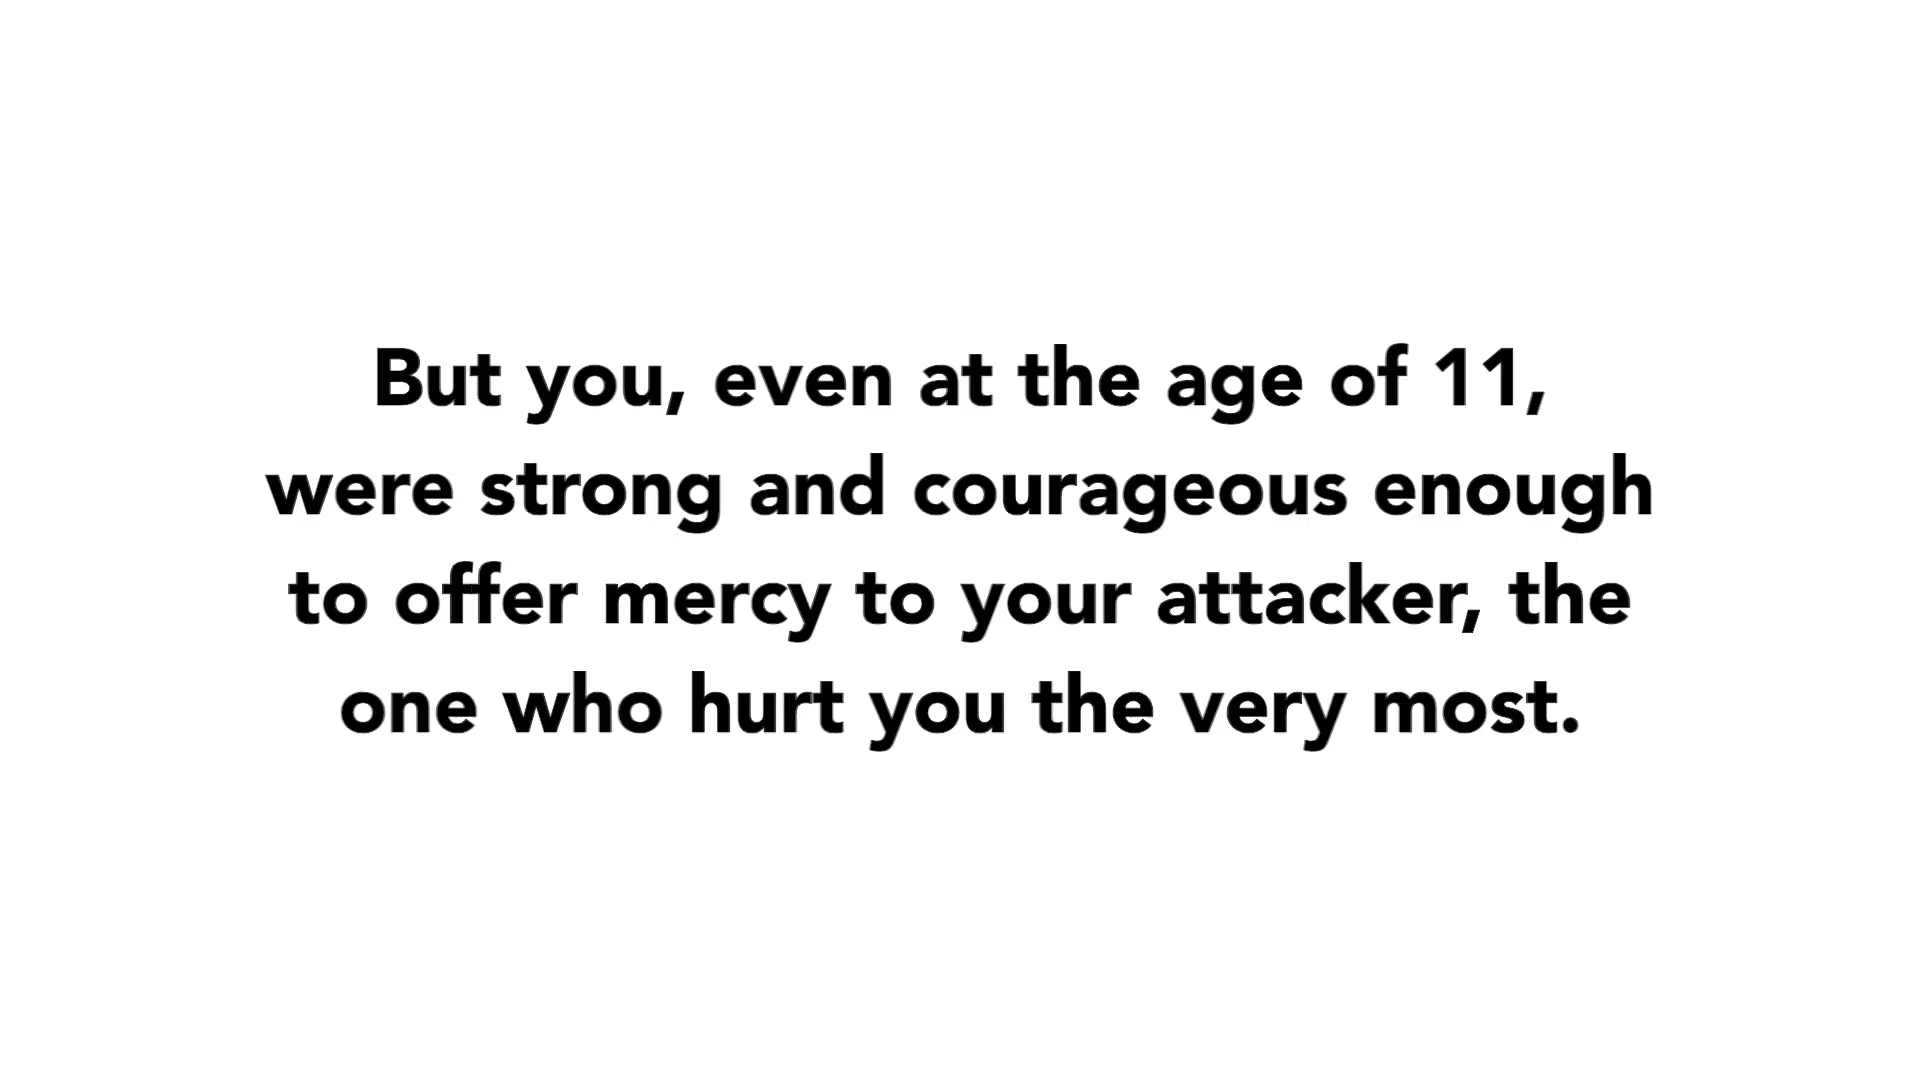 But you, even at the age of 11,
were strong and courageous enough
to offer mercy to your attacker, the
one who hurt you the very most.